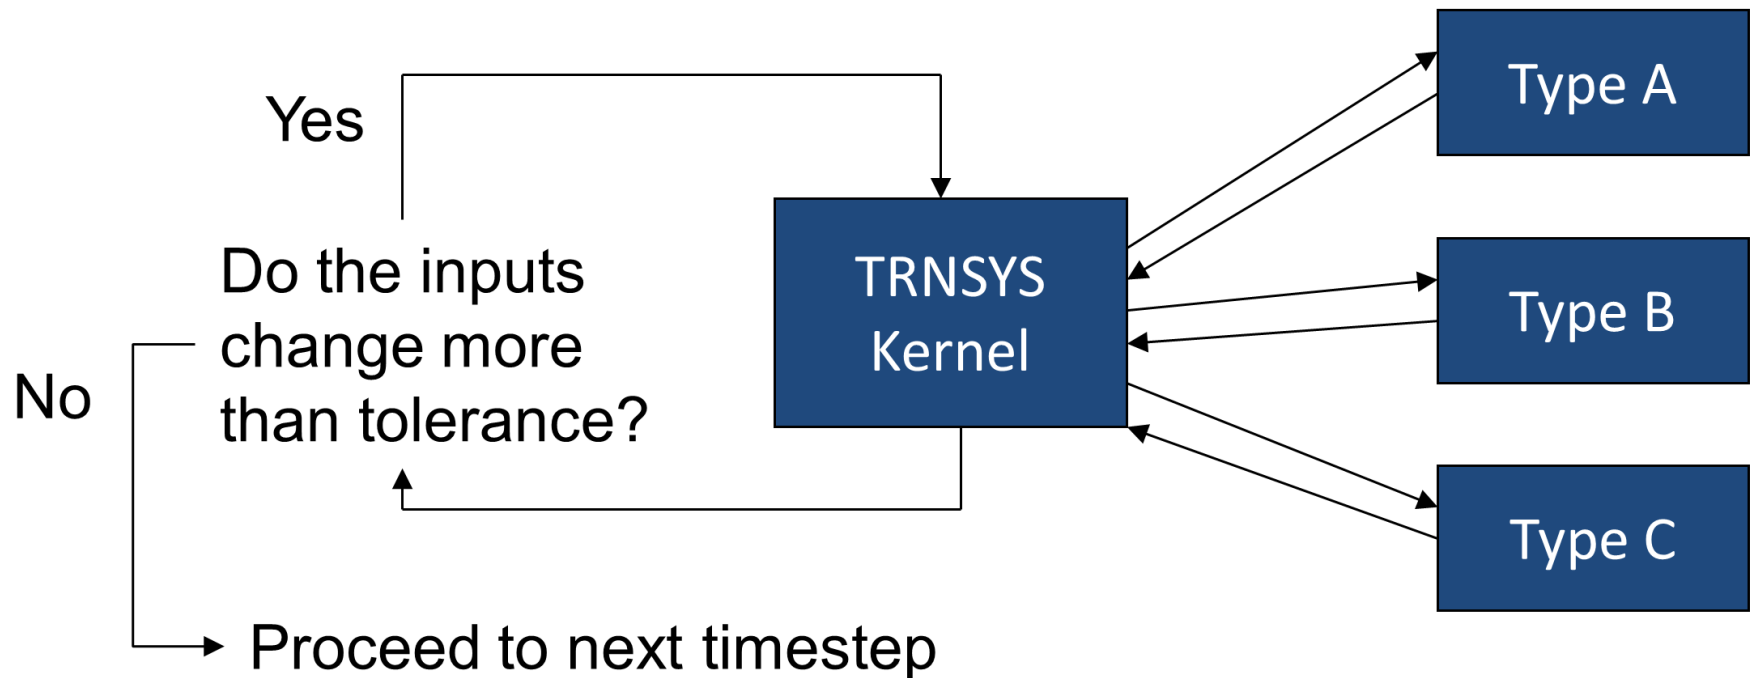 Yes
Do the inputs
change more
than tolerance?
No
Proceed to next timestep
TRNSYS
Kernel
Type A
Type B
Type C